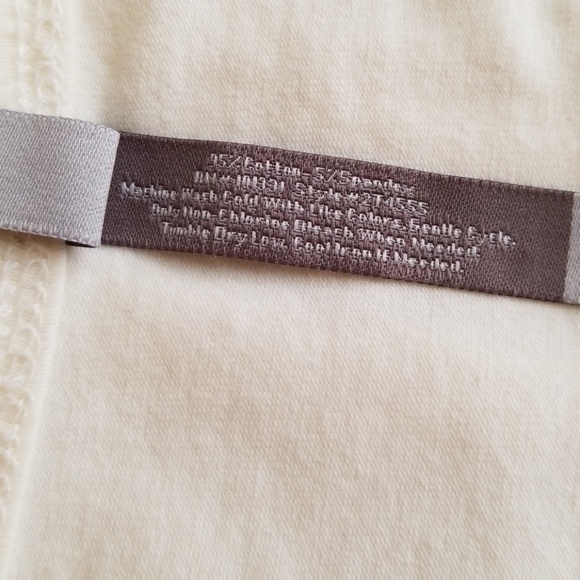 95%Cotton-5%Spandex
RN# 101931 Style#2T4555
Machine Wash Cold With Like Colors, Gentle Cycle.
Only Non-Chlorine Bleach When Needed.
Tumble Dry Low. Cool Iron If Needed.